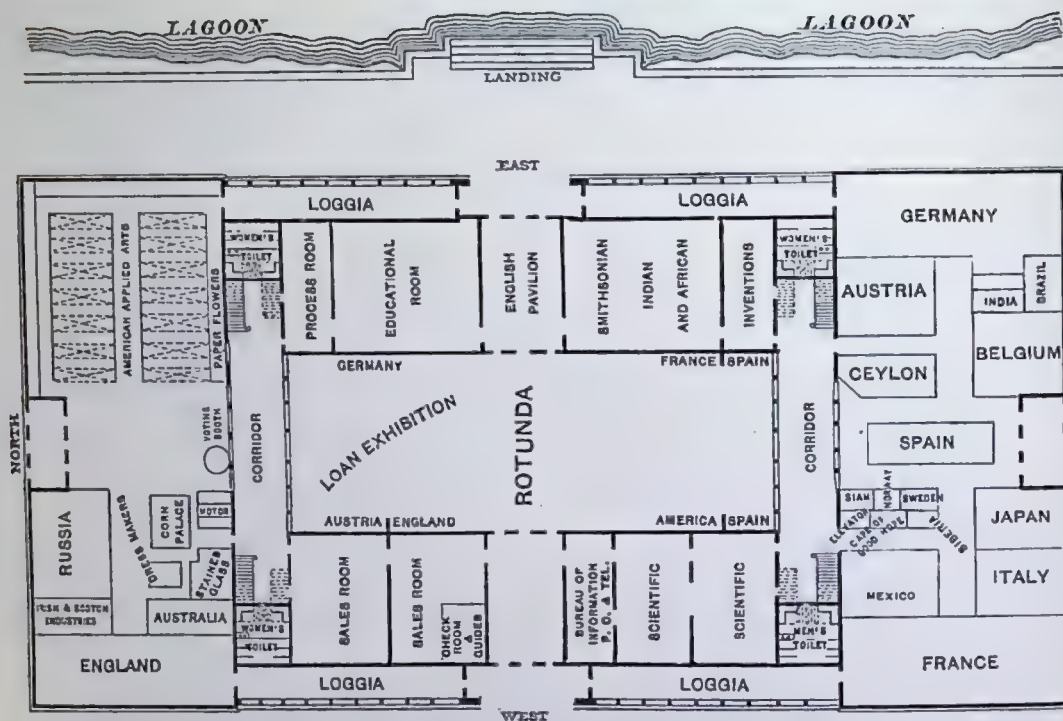 LAGOON
LAGOON
LANDING
EAST
LOGGIA
LOGGIA
GERMANY
AMERICAN APPLIED ARTS
PAPER FLOWERS
WOMEN'S
TOILET
PROCESS ROOM
EDUCATIONAL
ROOM
ENGLISH
PAVILION
SMITHSONIAN
INDIAN
AND AFRICAN
INVENTIONS
WOMEN'S
TOILET
AUSTRIA
INDIA
BRAZIL
BELGIUM
CEYLON
GERMANY
FRANCE
SPAIN
NORTH
VOTING
BOOTH
CORRIDOR
LOAN EXHIBITION
ROTUNDA
CORRIDOR
SPAIN
RUSSIA
DRESS MAKERS
CORN
PALACE
MOTOR
STAINED
GLASS
AUSTRIA
ENGLAND
AMERICA
SPAIN
SIAM
NORWAY
SWEDEN
ELEVATOR
CAPE OF
GOOD HOPE
SIBERIA
JAPAN
ITALY
MEXICO
IRISH & SCOTCH
INDUSTRIES
AUSTRALIA
ENGLAND
WOMEN'S
TOILET
SALES ROOM
SALES ROOM
CHECK
ROOM
&
GUIDES
BUREAU OF
INFORMATION
P. O. & TEL.
SCIENTIFIC
SCIENTIFIC
MEN'S
TOILET
FRANCE
LOGGIA
LOGGIA
WEST